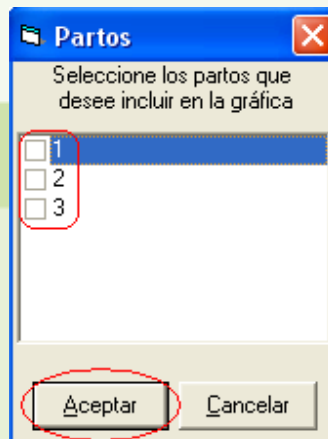 Partos
Seleccione los partos que
desee incluir en la gráfica
1
2
3
Aceptar
Cancelar